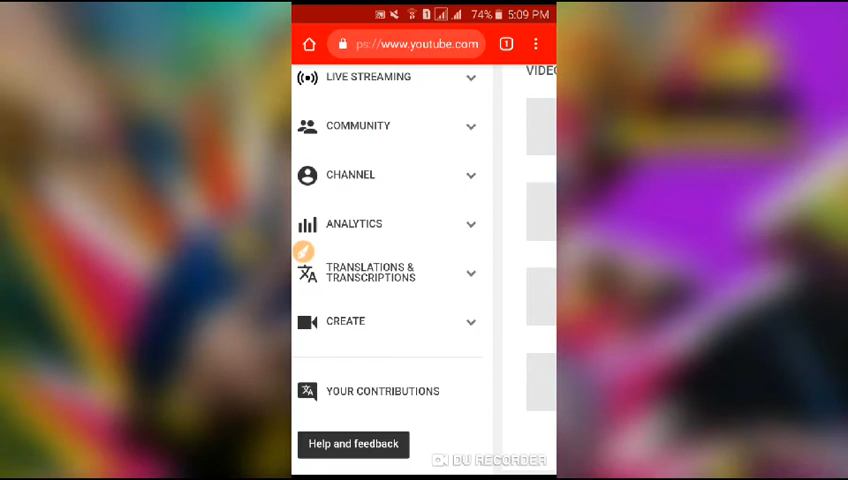 74% 5:09 PM
ps://www.youtube.com
1
LIVE STREAMING
VIDEO
COMMUNITY
CHANNEL
ANALYTICS
TRANSLATIONS &
TRANSCRIPTIONS
CREATE
YOUR CONTRIBUTIONS
Help and feedback
DU RECORDER